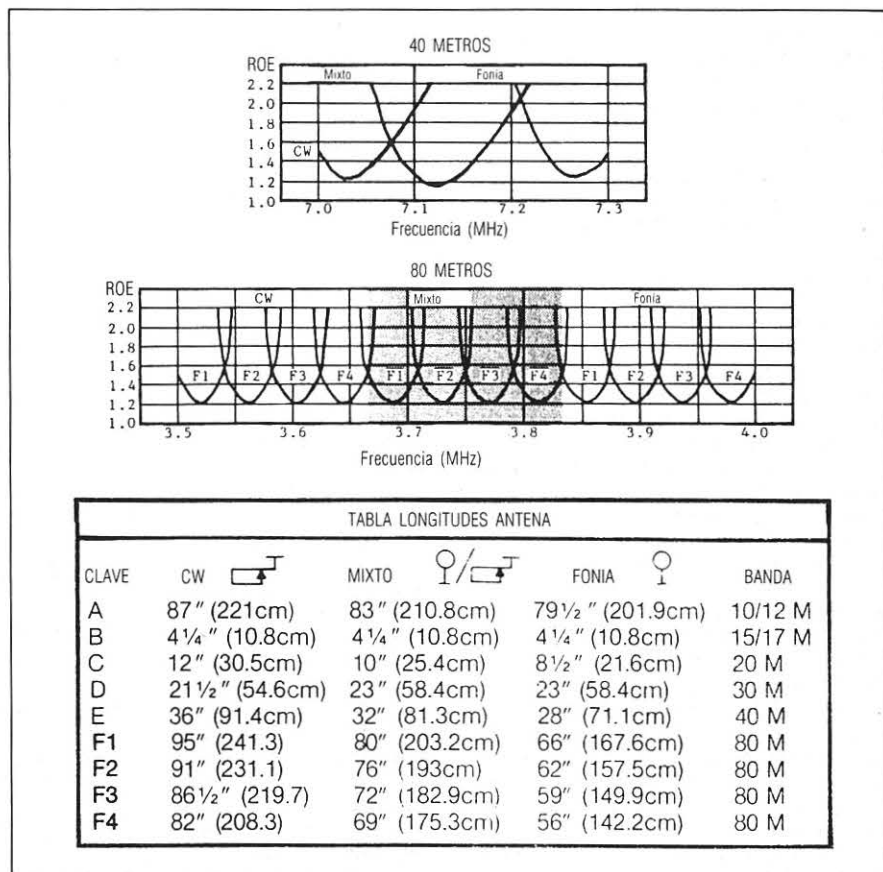 40 METROS
ROE
Mixto Fonía
2.2
2.0
1.8
1.6
CW
1.4
1.2
1.0
7.0 7.1 7.2 7.3
Frecuencia (MHz)
80 METROS
ROE
CW Mixto Fonía
2.2
2.0
1.8
1.6
F1 F2 F3 F4 F1 F2 F3 F4 F1 F2 F3 F4
1.4
1.2
1.0
3.5 3.6 3.7 3.8 3.9 4.0
Frecuencia (MHz)
TABLA LONGITUDES ANTENA
CLAVE CW MIXTO FONIA BANDA
A 87" (221cm) 83" (210.8cm) 79½" (201.9cm) 10/12 M
B 4¼" (10.8cm) 4¼" (10.8cm) 4¼" (10.8cm) 15/17 M
C 12" (30.5cm) 10" (25.4cm) 8½" (21.6cm) 20 M
D 21½" (54.6cm) 23" (58.4cm) 23" (58.4cm) 30 M
E 36" (91.4cm) 32" (81.3cm) 28" (71.1cm) 40 M
F1 95" (241.3) 80" (203.2cm) 66" (167.6cm) 80 M
F2 91" (231.1) 76" (193cm) 62" (157.5cm) 80 M
F3 86½" (219.7) 72" (182.9cm) 59" (149.9cm) 80 M
F4 82" (208.3) 69" (175.3cm) 56" (142.2cm) 80 M